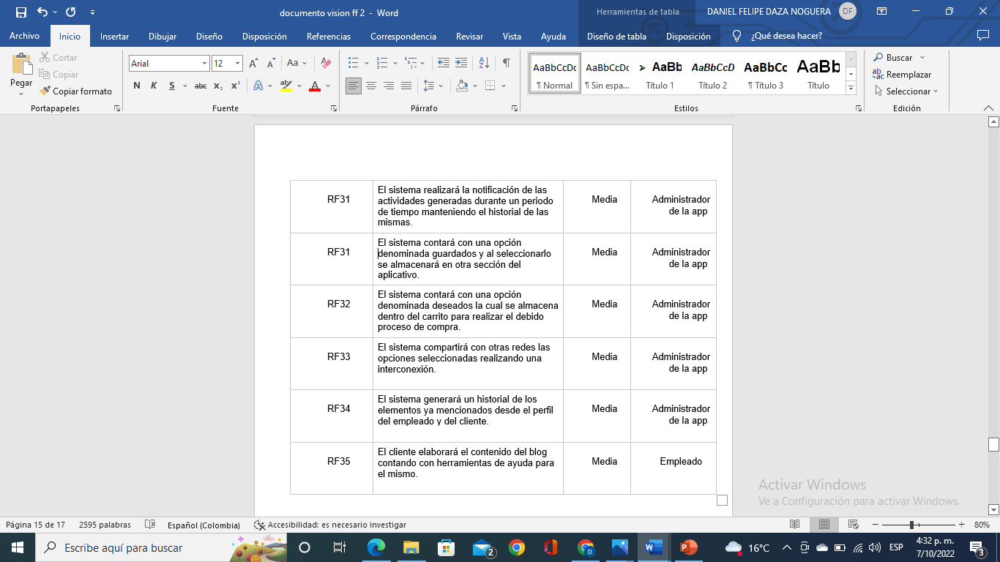 documento vision ff 2 - Word
Herramientas de tabla
DANIEL FELIPE DAZA NOGUERA
DF
Archivo
Inicio
Insertar
Dibujar
Diseño
Disposición
Referencias
Correspondencia
Revisar
Vista
Ayuda
Diseño de tabla
Disposición
¿Qué desea hacer?
Pegar
Cortar
Copiar
Copiar formato
Portapapeles
Arial
12
Aa
N K S abc x₂ x²
A
A
Fuente
Párrafo
AaBbCcDc
¶ Normal
AaBbCcDc
¶ Sin espa...
AaBb
Título 1
AaBbCcD
Título 2
AaBbCc
¶ Título 3
AaBb
Título
Estilos
Buscar
Reemplazar
Seleccionar
Edición
RF31
El sistema realizará la notificación de las
actividades generadas durante un periodo
de tiempo manteniendo el historial de las
mismas.
Media
Administrador
de la app
RF31
El sistema contará con una opción
denominada guardados y al seleccionarlo
se almacenará en otra sección del
aplicativo.
Media
Administrador
de la app
RF32
El sistema contará con una opción
denominada deseados la cual se almacena
dentro del carrito para realizar el debido
proceso de compra.
Media
Administrador
de la app
RF33
El sistema compartirá con otras redes las
opciones seleccionadas realizando una
interconexión.
Media
Administrador
de la app
RF34
El sistema generará un historial de los
elementos ya mencionados desde el perfil
del empleado y del cliente.
Media
Administrador
de la app
RF35
El cliente elaborará el contenido del blog
contando con herramientas de ayuda para
el mismo.
Media
Empleado
Activar Windows
Ve a Configuración para activar Windows.
Página 15 de 17
2595 palabras
Español (Colombia)
Accesibilidad: es necesario investigar
80%
Escribe aquí para buscar
2
D
W
P
16°C
ESP
4:32 p. m.
7/10/2022
3